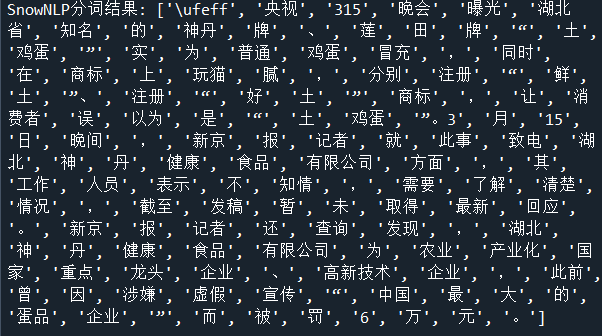 SnowNLP分词结果: ['\ufeff', '央视', '315', '晚会', '曝光', '湖北
省', '知名', '的', '神丹', '牌', '、', '莲', '田', '牌', '“', '土',
'鸡蛋', '”', '实', '为', '普通', '鸡蛋', '冒充', '，', '同时',
'在', '商标', '上', '玩猫', '腻', '，', '分别', '注册', '“', '鲜',
'土', '”、', '注册', '“', '好', '土', '”', '商标', '，', '让', '消
费者', '误', '以为', '是', '“', '土', '鸡蛋', '”。3', '月', '15',
'日', '晚间', '，', '新京', '报', '记者', '就', '此事', '致电', '湖
北', '神', '丹', '健康', '食品', '有限公司', '方面', '，', '其',
'工作', '人员', '表示', '不', '知情', '，', '需要', '了解', '清楚',
'情况', '，', '截至', '发稿', '暂', '未', '取得', '最新', '回应',
'。', '新京', '报', '记者', '还', '查询', '发现', '，', '湖北',
'神', '丹', '健康', '食品', '有限公司', '为', '农业', '产业化', '国
家', '重点', '龙头', '企业', '、', '高新技术', '企业', '，', '此前',
'曾', '因', '涉嫌', '虚假', '宣传', '“', '中国', '最', '大', '的',
'蛋品', '企业', '”', '而', '被', '罚', '6', '万', '元', '。']